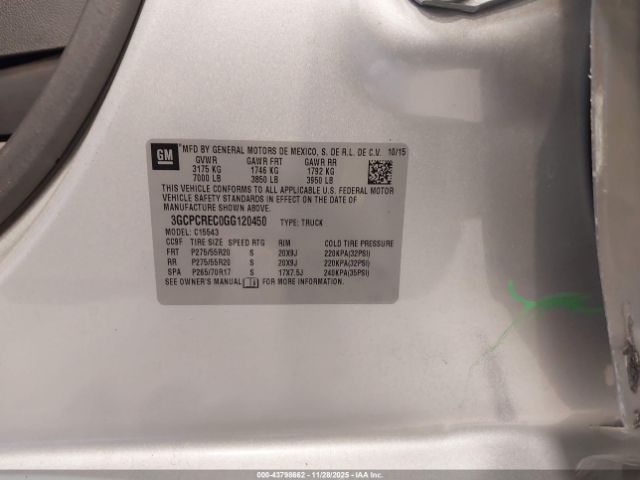 GM
MFD BY GENERAL MOTORS DE MEXICO, S. DE R.L. DE C.V. 10/15
GVWR GAWR FRT GAWR RR
3175 KG 1746 KG 1792 KG
7000 LB 3850 LB 3950 LB
THIS VEHICLE CONFORMS TO ALL APPLICABLE U.S. FEDERAL MOTOR
VEHICLE SAFETY STANDARDS IN EFFECT ON THE DATE OF
MANUFACTURE SHOWN ABOVE.
3GCPCREC0GG120450 TYPE: TRUCK
MODEL: C15543
CC9F TIRE SIZE SPEED RTG RIM COLD TIRE PRESSURE
FRT P275/55R20 S 20X9J 220KPA(32PSI)
RR P275/55R20 S 20X9J 220KPA(32PSI)
SPA P265/70R17 S 17X7.5J 240KPA(35PSI)
SEE OWNER'S MANUAL FOR MORE INFORMATION.
000-43798662 - 11/28/2025 - IAA Inc.